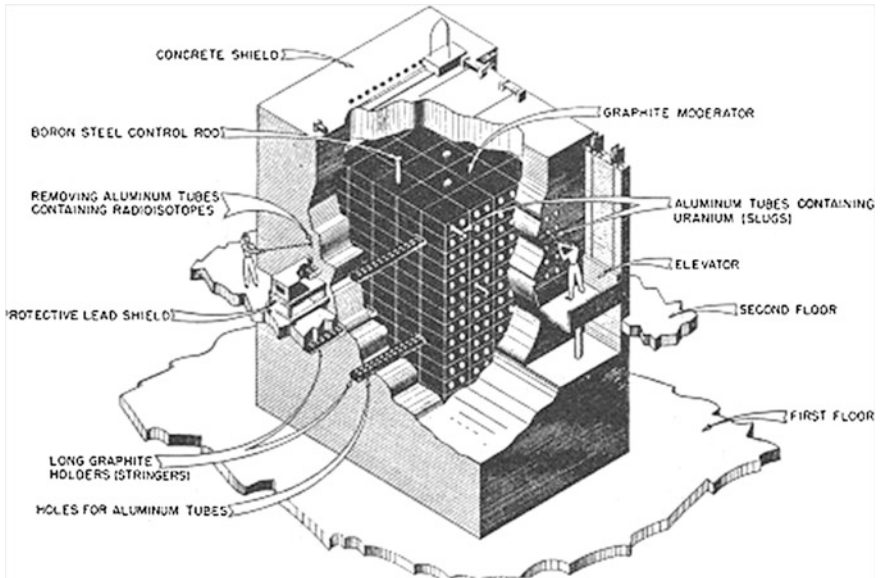 CONCRETE SHIELD
BORON STEEL CONTROL ROD
REMOVING ALUMINUM TUBES
CONTAINING RADIOISOTOPES
PROTECTIVE LEAD SHIELD
LONG GRAPHITE
HOLDERS (STRINGERS)
HOLES FOR ALUMINUM TUBES
GRAPHITE MODERATOR
ALUMINUM TUBES CONTAINING
URANIUM (SLUGS)
ELEVATOR
SECOND FLOOR
FIRST FLOOR